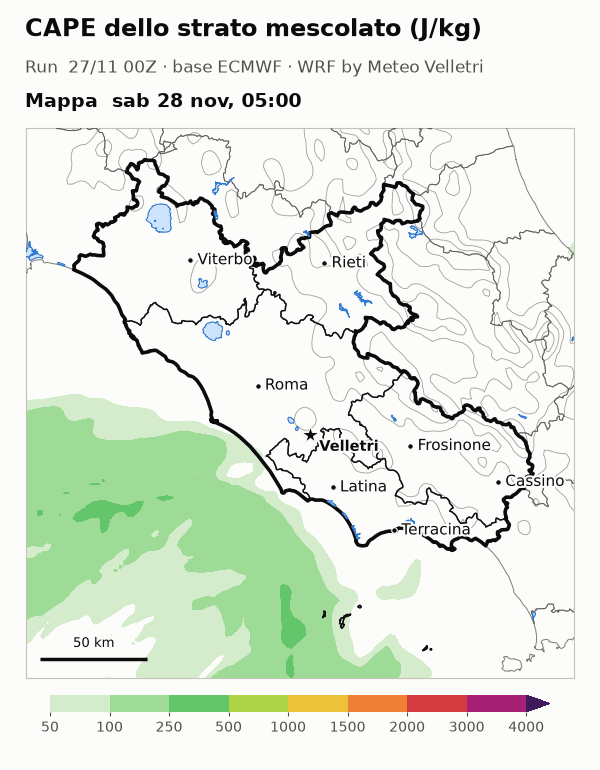 CAPE dello strato mescolato (J/kg)
Run  27/11 00Z · base ECMWF · WRF by Meteo Velletri
Mappa  sab 28 nov, 05:00
Viterbo
Rieti
Roma
Velletri
Frosinone
Latina
Cassino
Terracina
50 km
50 100 250 500 1000 1500 2000 3000 4000